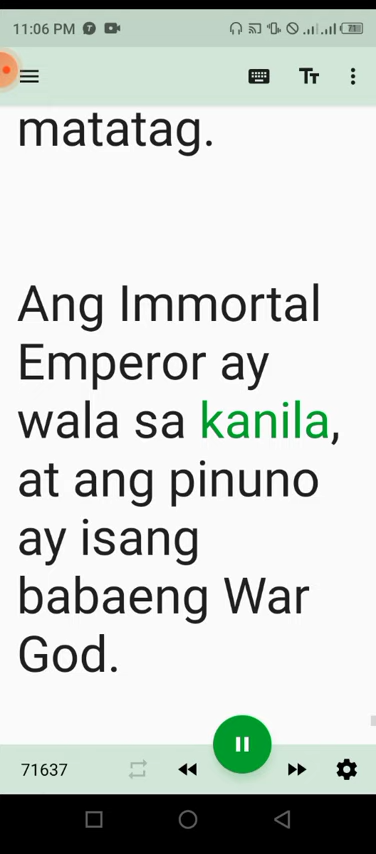 11:06 PM
matatag.
Ang Immortal
Emperor ay
wala sa kanila,
at ang pinuno
ay isang
babaeng War
God.
71637